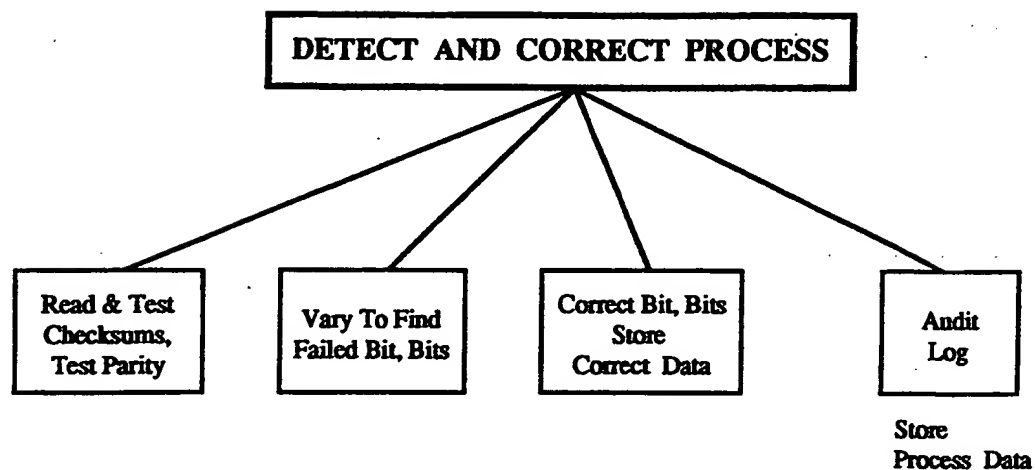 DETECT AND CORRECT PROCESS
Read & Test
Checksums,
Test Parity
Vary To Find
Failed Bit, Bits
Correct Bit, Bits
Store
Correct Data
Audit
Log
Store
Process Data